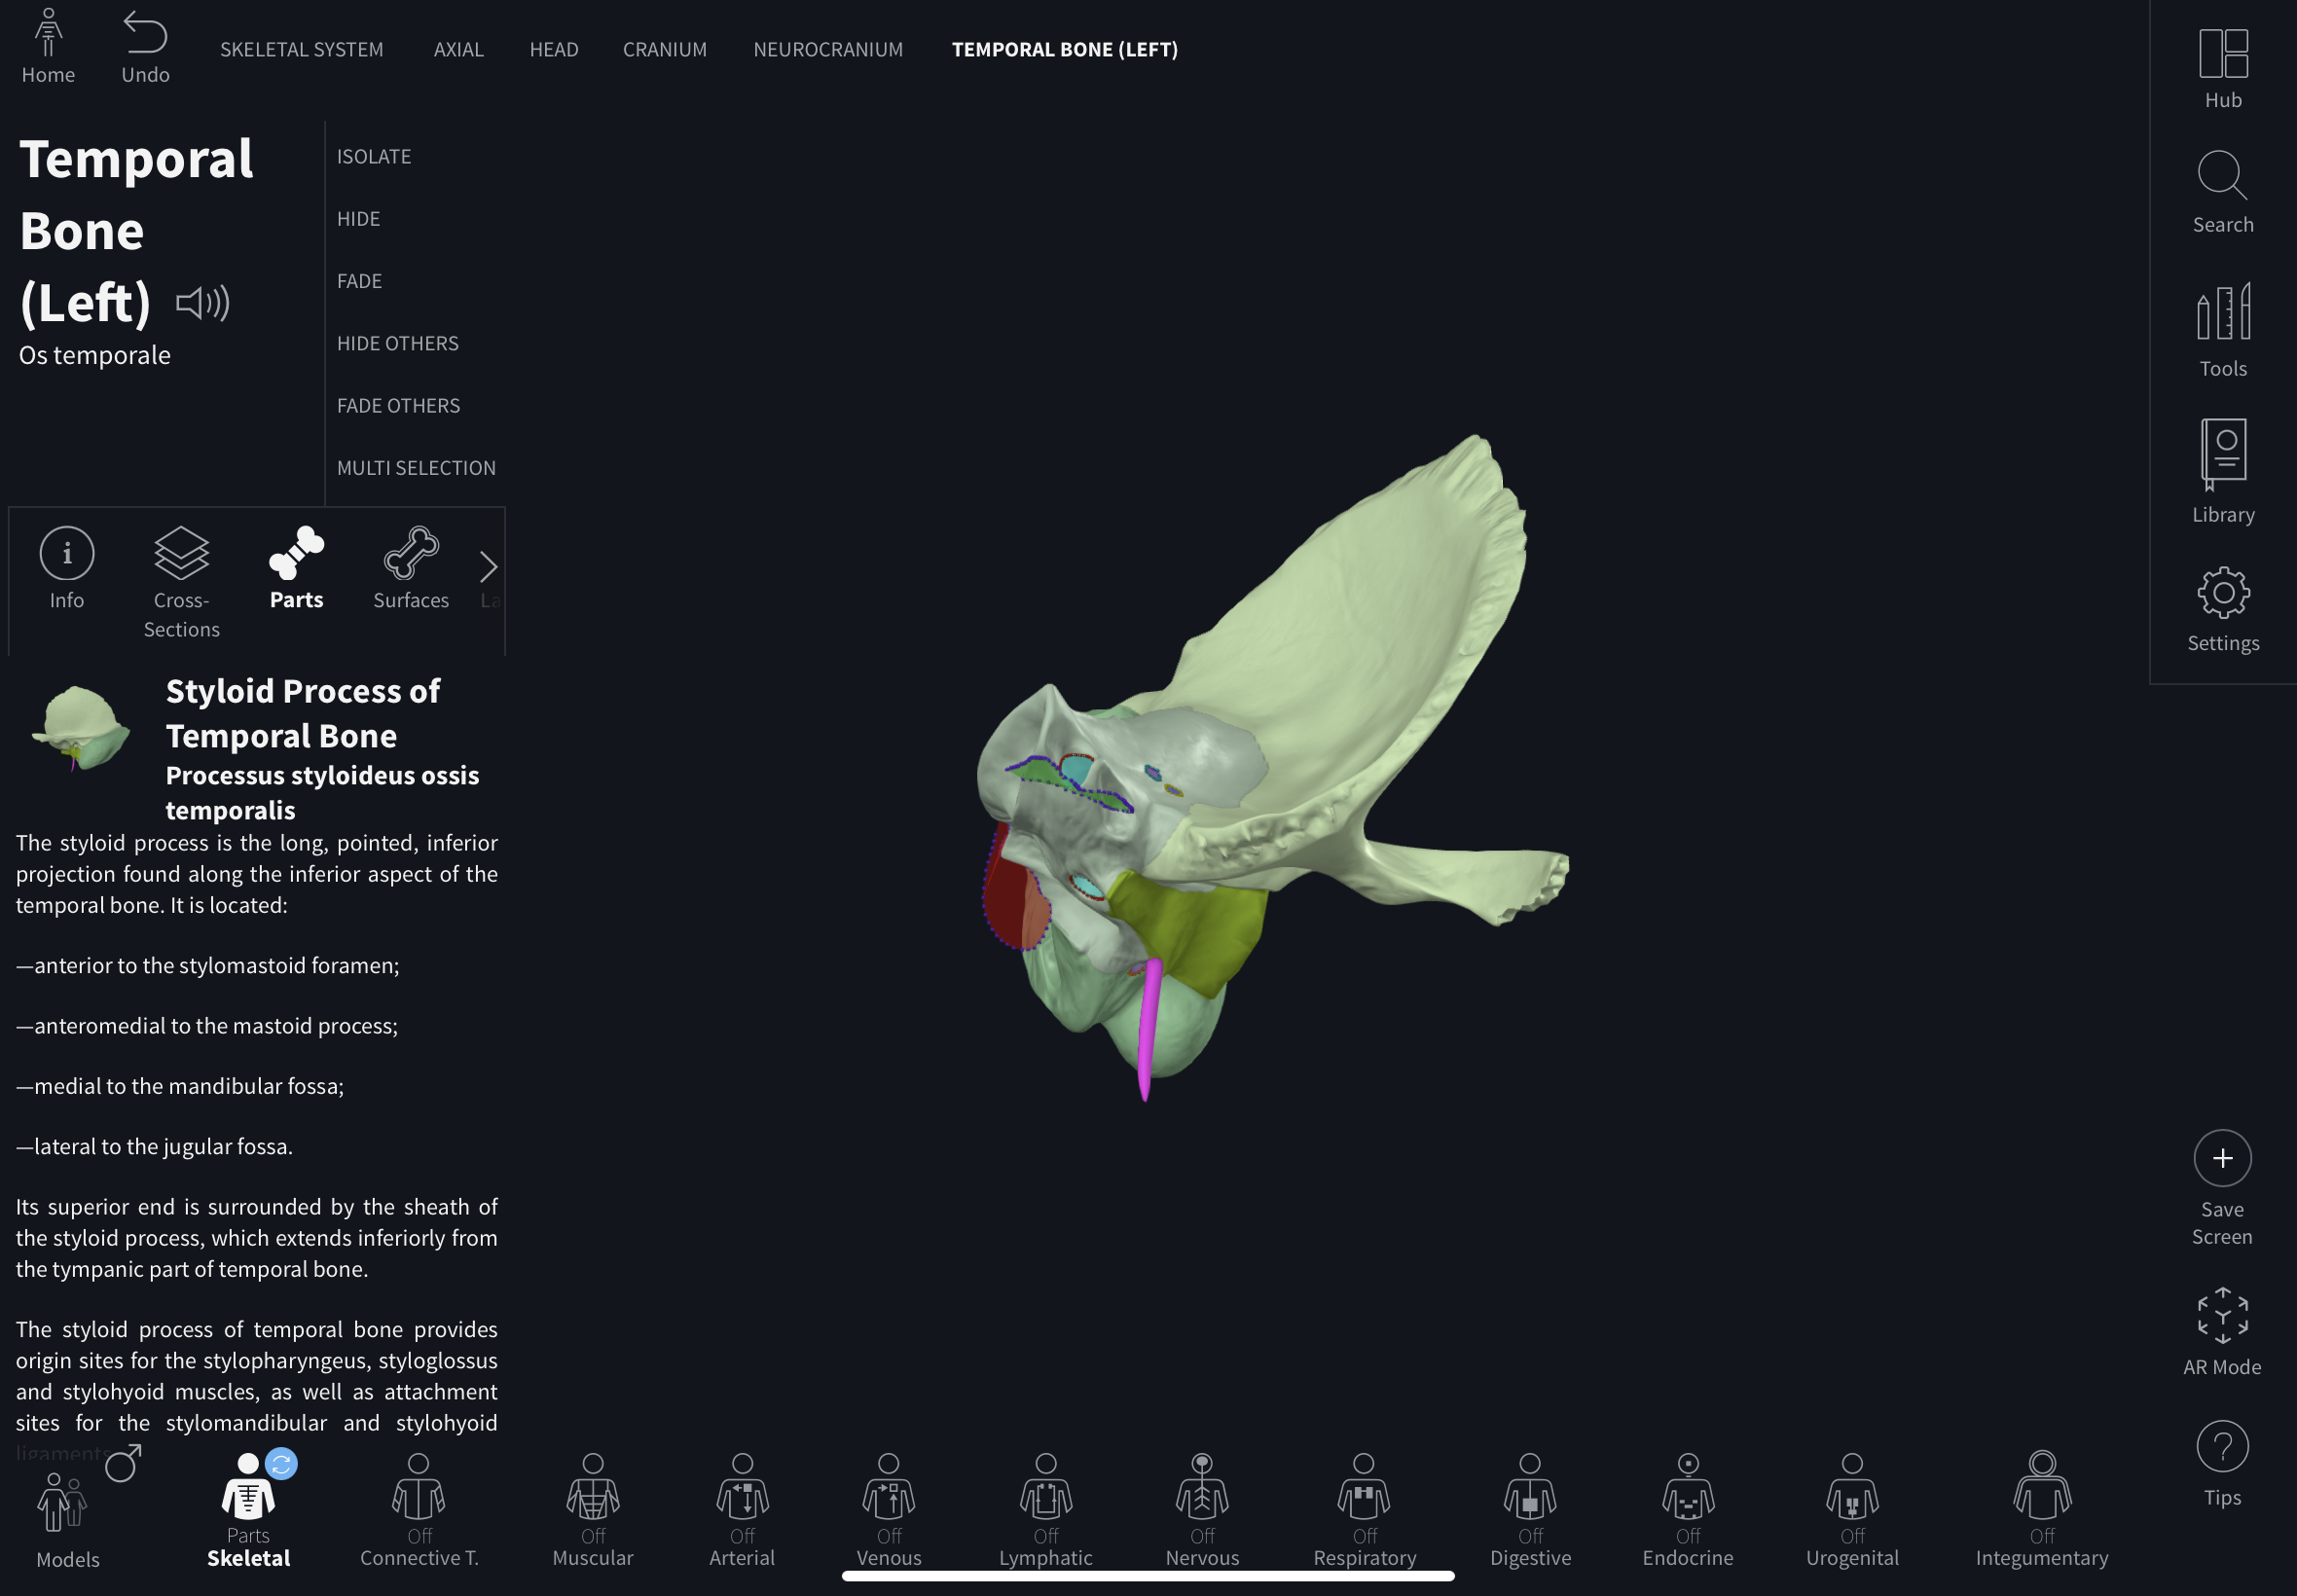 Home
Undo
SKELETAL SYSTEM
AXIAL
HEAD
CRANIUM
NEUROCRANIUM
TEMPORAL BONE (LEFT)
Temporal
Bone
(Left)
Os temporale
ISOLATE
HIDE
FADE
HIDE OTHERS
FADE OTHERS
MULTI SELECTION
Info
Cross-
Sections
Parts
Surfaces
La
Styloid Process of
Temporal Bone
Processus styloideus ossis
temporalis
The styloid process is the long, pointed, inferior
projection found along the inferior aspect of the
temporal bone. It is located:
—anterior to the stylomastoid foramen;
—anteromedial to the mastoid process;
—medial to the mandibular fossa;
—lateral to the jugular fossa.
Its superior end is surrounded by the sheath of
the styloid process, which extends inferiorly from
the tympanic part of temporal bone.
The styloid process of temporal bone provides
origin sites for the stylopharyngeus, styloglossus
and stylohyoid muscles, as well as attachment
sites for the stylomandibular and stylohyoid
ligaments
Hub
Search
Tools
Library
Settings
Save
Screen
AR Mode
Tips
Models
Parts
Skeletal
Off
Connective T.
Off
Muscular
Off
Arterial
Off
Venous
Off
Lymphatic
Off
Nervous
Off
Respiratory
Off
Digestive
Off
Endocrine
Off
Urogenital
Off
Integumentary